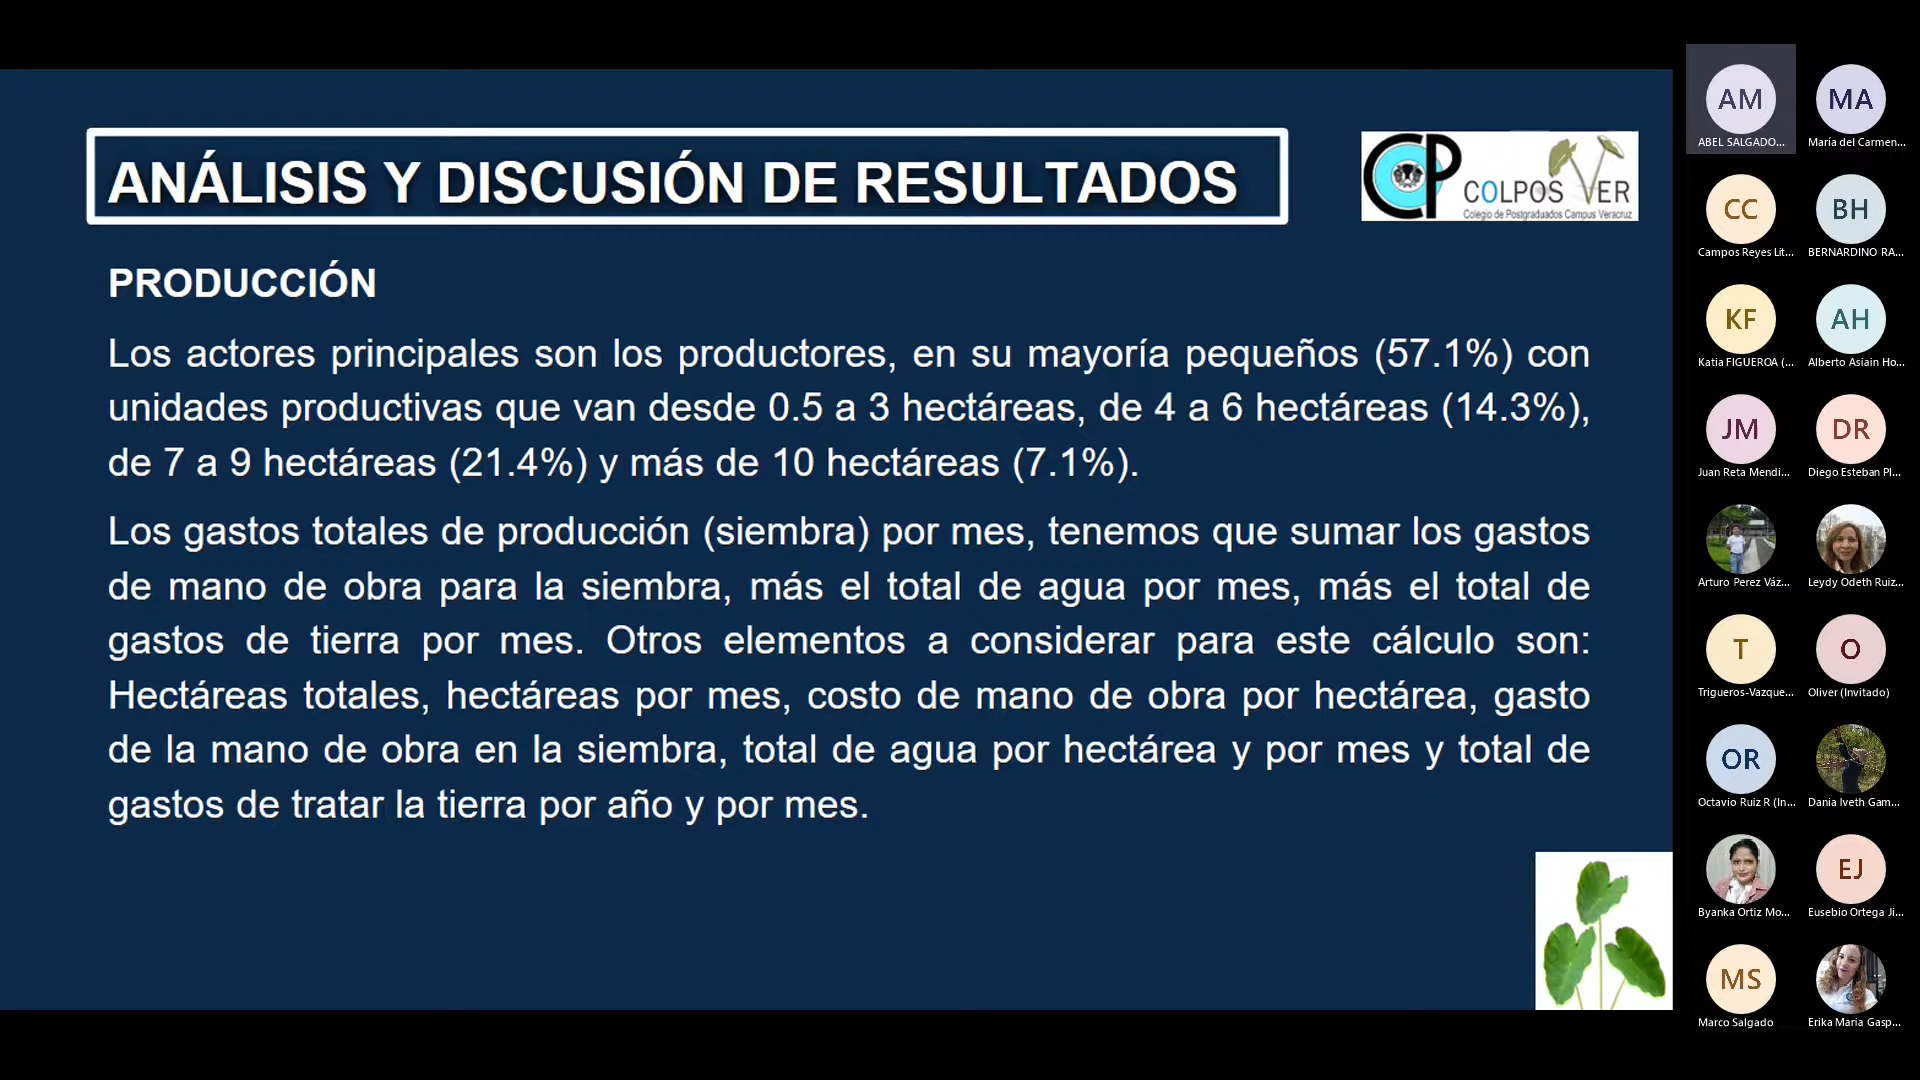 ANÁLISIS Y DISCUSIÓN DE RESULTADOS
CP COLPOS VER
Colegio de Postgraduados Campus Veracruz
PRODUCCIÓN
Los actores principales son los productores, en su mayoría pequeños (57.1%) con
unidades productivas que van desde 0.5 a 3 hectáreas, de 4 a 6 hectáreas (14.3%),
de 7 a 9 hectáreas (21.4%) y más de 10 hectáreas (7.1%).
Los gastos totales de producción (siembra) por mes, tenemos que sumar los gastos
de mano de obra para la siembra, más el total de agua por mes, más el total de
gastos de tierra por mes. Otros elementos a considerar para este cálculo son:
Hectáreas totales, hectáreas por mes, costo de mano de obra por hectárea, gasto
de la mano de obra en la siembra, total de agua por hectárea y por mes y total de
gastos de tratar la tierra por año y por mes.
AM MA
ABEL SALGADO... María del Carmen...
CC BH
Campos Reyes Lit... BERNARDINO RA...
KF AH
Katia FIGUEROA (... Alberto Asiain Ho...
JM DR
Juan Reta Mendi... Diego Esteban Pl...
Arturo Perez Váz... Leydy Odeth Ruiz...
T O
Trigueros-Vazque... Oliver (Invitado)
OR
Octavio Ruiz R (In... Dania Iveth Gam...
EJ
Byanka Ortiz Mo... Eusebio Ortega Ji...
MS
Marco Salgado Erika Maria Gasp...